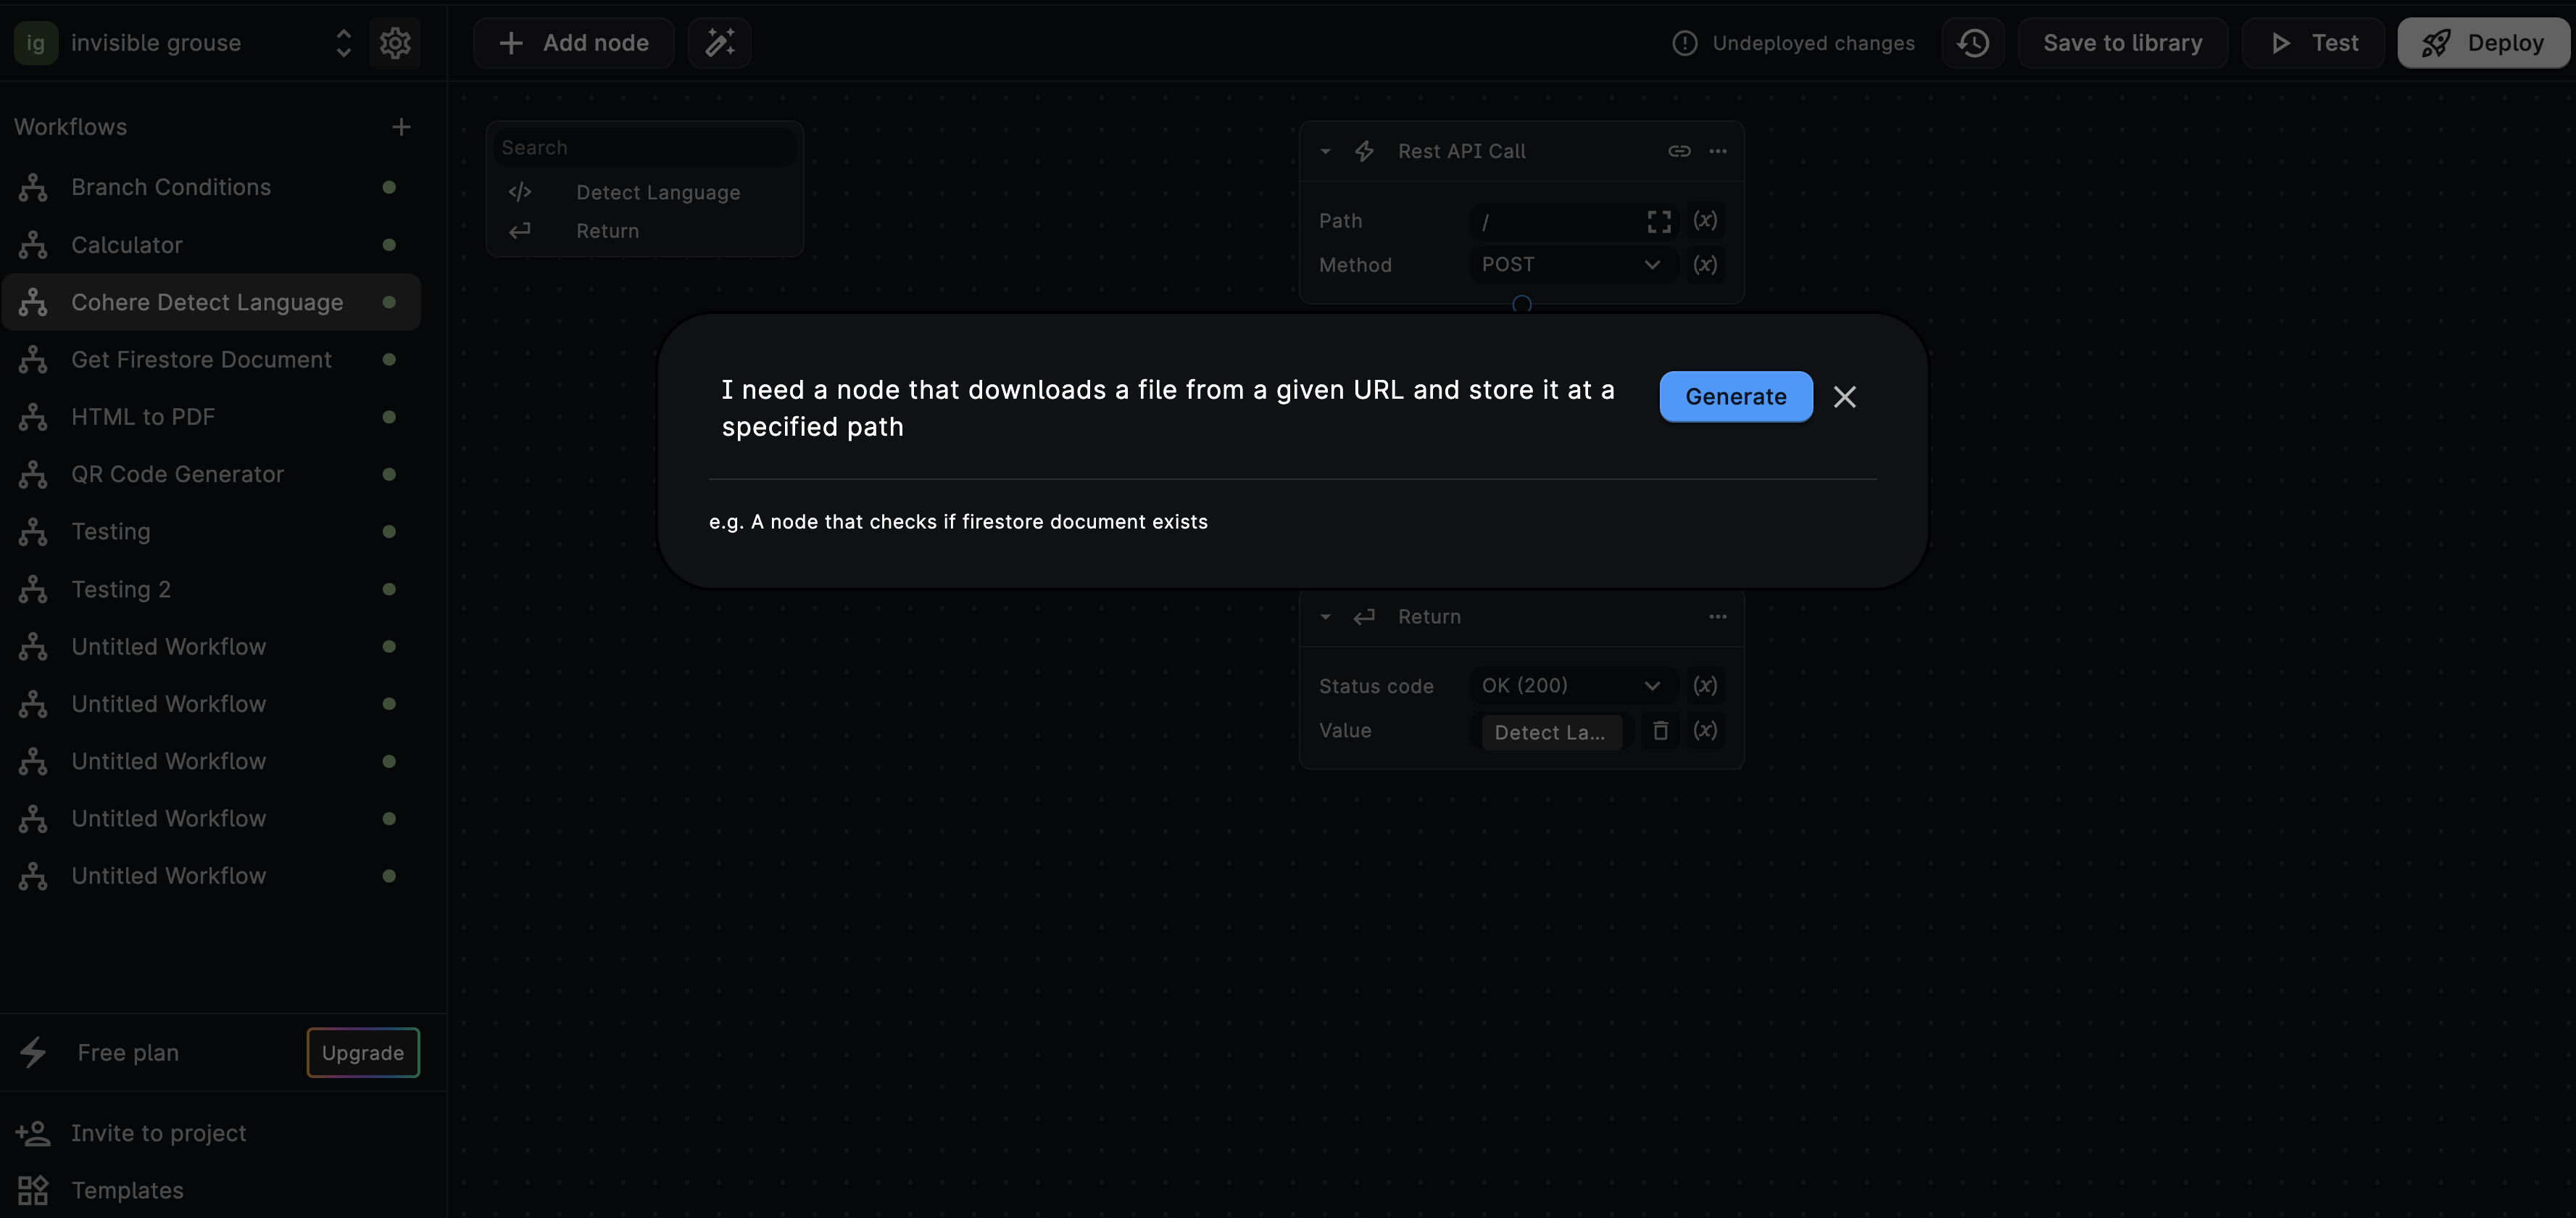 ig invisible grouse
Add node
Undeployed changes
Save to library
Test
Deploy
Workflows
Branch Conditions
Calculator
Cohere Detect Language
Get Firestore Document
HTML to PDF
QR Code Generator
Testing
Testing 2
Untitled Workflow
Untitled Workflow
Untitled Workflow
Untitled Workflow
Untitled Workflow
Free plan
Upgrade
Invite to project
Templates
Search
Detect Language
Return
Rest API Call
Path / (x)
Method POST (x)
I need a node that downloads a file from a given URL and store it at a
specified path
Generate
e.g. A node that checks if firestore document exists
Return
Status code OK (200) (x)
Value Detect La... (x)